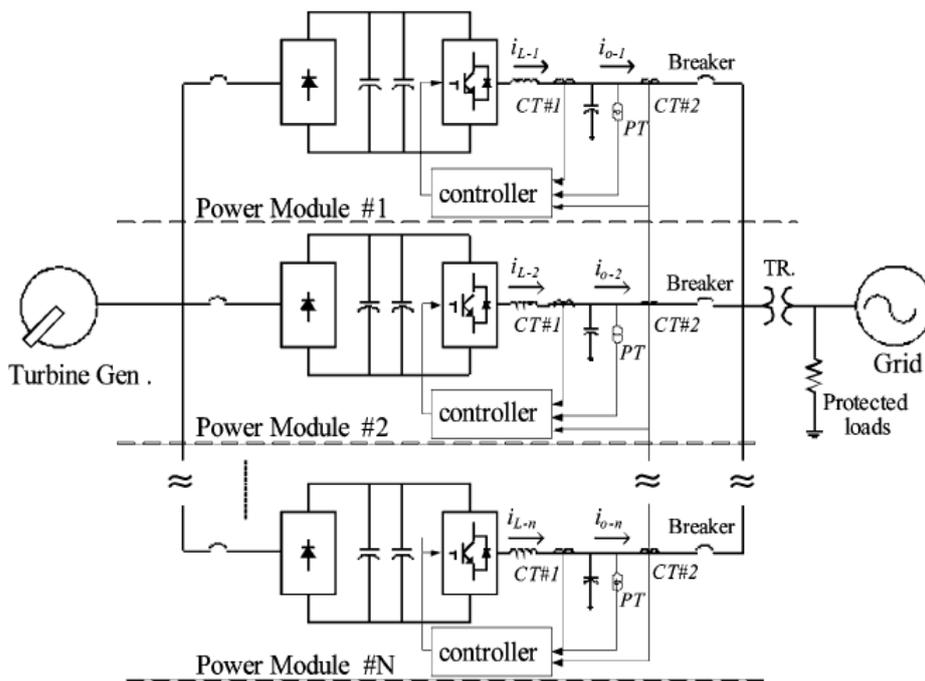 i_{L-1} i_{o-1} Breaker
CT#1 PT CT#2
controller
Power Module #1
i_{L-2} i_{o-2} Breaker TR.
CT#1 PT CT#2
Turbine Gen . Grid
controller Protected
Power Module #2 loads
i_{L-n} i_{o-n} Breaker
CT#1 PT CT#2
controller
Power Module #N